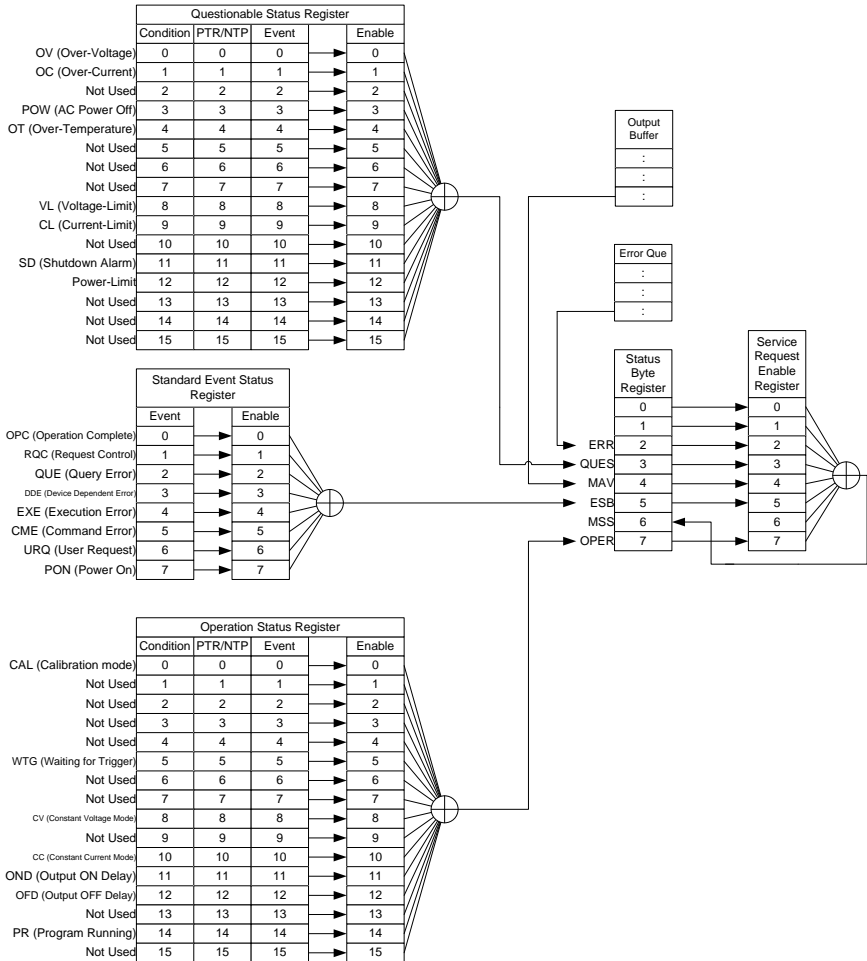 Questionable Status Register
Condition PTR/NTP Event Enable
OV (Over-Voltage) 0 0 0 0
OC (Over-Current) 1 1 1 1
Not Used 2 2 2 2
POW (AC Power Off) 3 3 3 3
OT (Over-Temperature) 4 4 4 4
Not Used 5 5 5 5
Not Used 6 6 6 6
Not Used 7 7 7 7
VL (Voltage-Limit) 8 8 8 8
CL (Current-Limit) 9 9 9 9
Not Used 10 10 10 10
SD (Shutdown Alarm) 11 11 11 11
Power-Limit 12 12 12 12
Not Used 13 13 13 13
Not Used 14 14 14 14
Not Used 15 15 15 15
Output
Buffer
:
:
:
Error Que
:
:
:
Standard Event Status
Register
Event Enable
OPC (Operation Complete) 0 0
RQC (Request Control) 1 1
QUE (Query Error) 2 2
DDE (Device Dependent Error) 3 3
EXE (Execution Error) 4 4
CME (Command Error) 5 5
URQ (User Request) 6 6
PON (Power On) 7 7
Status
Byte
Register
Service
Request
Enable
Register
0 0
1 1
ERR 2 2
QUES 3 3
MAV 4 4
ESB 5 5
MSS 6 6
OPER 7 7
Operation Status Register
Condition PTR/NTP Event Enable
CAL (Calibration mode) 0 0 0 0
Not Used 1 1 1 1
Not Used 2 2 2 2
Not Used 3 3 3 3
Not Used 4 4 4 4
WTG (Waiting for Trigger) 5 5 5 5
Not Used 6 6 6 6
Not Used 7 7 7 7
CV (Constant Voltage Mode) 8 8 8 8
Not Used 9 9 9 9
CC (Constant Current Mode) 10 10 10 10
OND (Output ON Delay) 11 11 11 11
OFD (Output OFF Delay) 12 12 12 12
Not Used 13 13 13 13
PR (Program Running) 14 14 14 14
Not Used 15 15 15 15